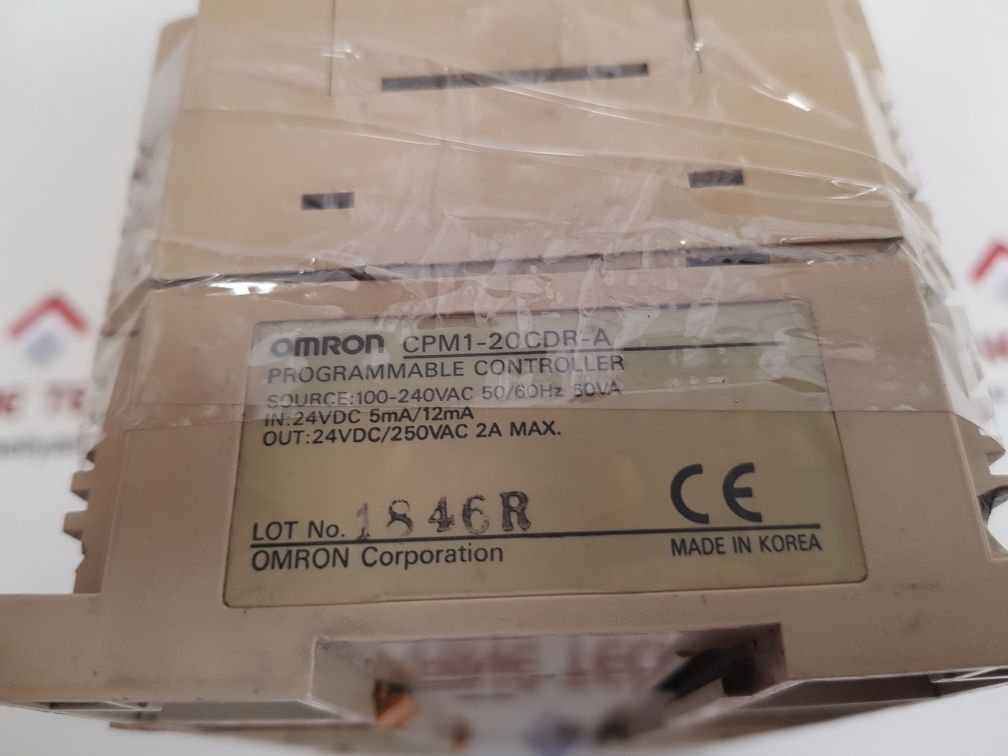 OMRON CPM1-20CDR-A
PROGRAMMABLE CONTROLLER
SOURCE:100-240VAC 50/60Hz 60VA
IN:24VDC 5mA/12mA
OUT:24VDC/250VAC 2A MAX.
LOT No. 1846R
CE
OMRON Corporation
MADE IN KOREA